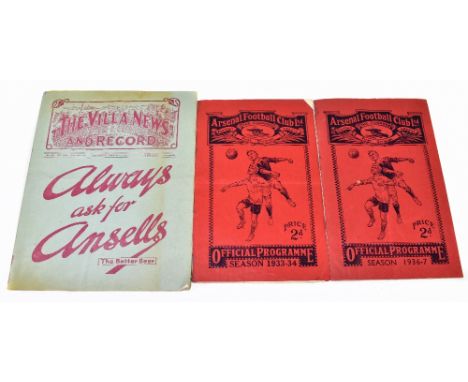 THE VILLA NEWS
AND RECORD.
Always
ask for
Ansells
The Better Beer
Arsenal Football Club Ltd
PRICE
2d
OFFICIAL PROGRAMME
SEASON 1933-34
Arsenal Football Club Ltd
PRICE
2d
OFFICIAL PROGRAMME
SEASON 1936-7